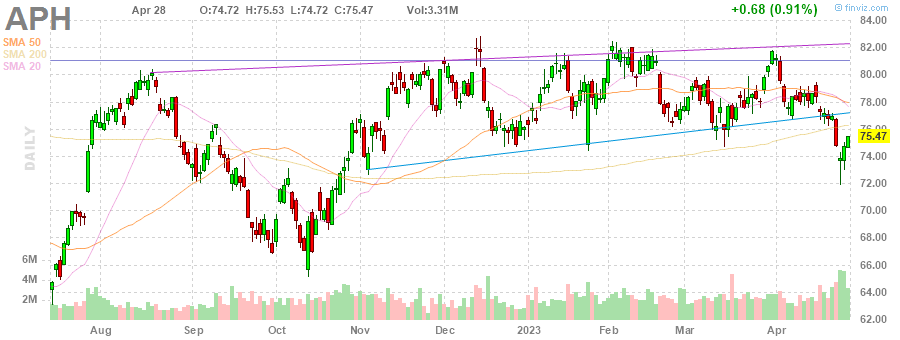 APH
Apr 28 O:74.72 H:75.53 L:74.72 C:75.47 Vol:3.31M +0.68 (0.91%)
© finviz.com
SMA 50
SMA 200
SMA 20
DAILY
84.00
82.00
80.00
78.00
76.00
75.47
74.00
72.00
70.00
68.00
66.00
64.00
62.00
6M
4M
2M
Aug Sep Oct Nov Dec 2023 Feb Mar Apr